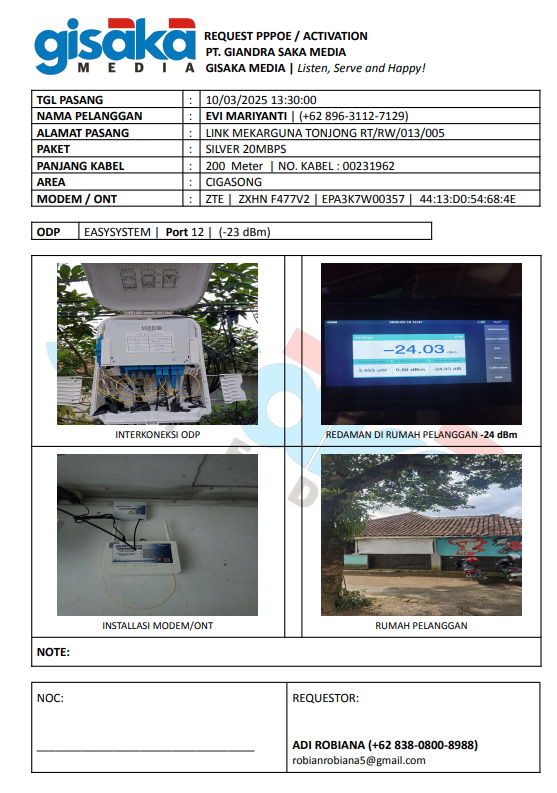 gisaka
MEDIA
REQUEST PPPOE / ACTIVATION
PT. GIANDRA SAKA MEDIA
GISAKA MEDIA | Listen, Serve and Happy!
TGL PASANG : 10/03/2025 13:30:00
NAMA PELANGGAN : EVI MARIYANTI | (+62 896-3112-7129)
ALAMAT PASANG : LINK MEKARGUNA TONJONG RT/RW/013/005
PAKET : SILVER 20MBPS
PANJANG KABEL : 200 Meter | NO. KABEL : 00231962
AREA : CIGASONG
MODEM / ONT : ZTE | ZXHN F477V2 | EPA3K7W00357 | 44:13:D0:54:68:4E
ODP EASYSYSTEM | Port 12 | (-23 dBm)
-24.03
3.955 uW 0.00 dBm -24.03 dB
INTERKONEKSI ODP
REDAMAN DI RUMAH PELANGGAN -24 dBm
INSTALLASI MODEM/ONT
RUMAH PELANGGAN
NOTE:
NOC:
REQUESTOR:
ADI ROBIANA (+62 838-0800-8988)
robianrobiana5@gmail.com